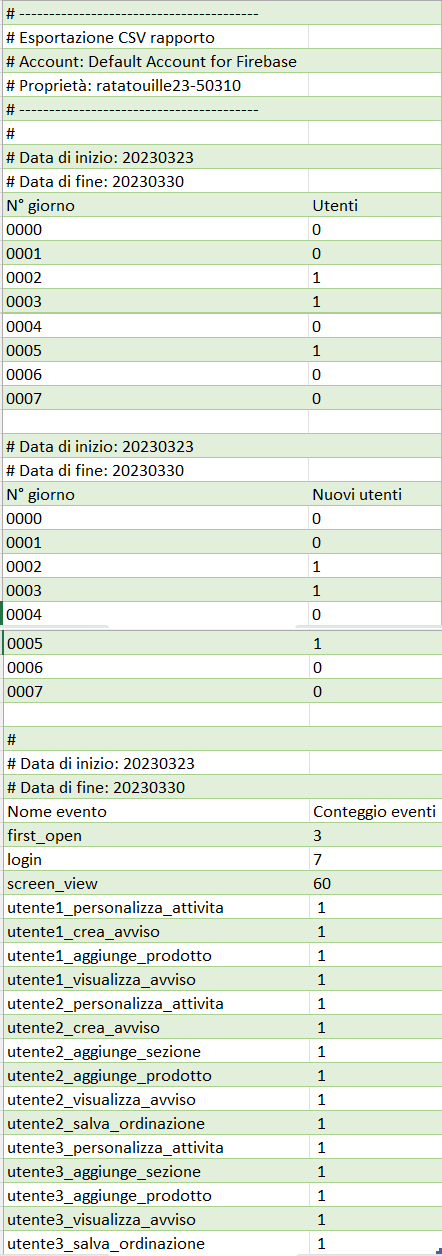 # ----------------------------------------
# Esportazione CSV rapporto
# Account: Default Account for Firebase
# Proprietà: ratatouille23-50310
# ----------------------------------------
#
# Data di inizio: 20230323
# Data di fine: 20230330
N° giorno Utenti
0000 0
0001 0
0002 1
0003 1
0004 0
0005 1
0006 0
0007 0
# Data di inizio: 20230323
# Data di fine: 20230330
N° giorno Nuovi utenti
0000 0
0001 0
0002 1
0003 1
0004 0
0005 1
0006 0
0007 0
#
# Data di inizio: 20230323
# Data di fine: 20230330
Nome evento Conteggio eventi
first_open 3
login 7
screen_view 60
utente1_personalizza_attivita 1
utente1_crea_avviso 1
utente1_aggiunge_prodotto 1
utente1_visualizza_avviso 1
utente2_personalizza_attivita 1
utente2_crea_avviso 1
utente2_aggiunge_sezione 1
utente2_aggiunge_prodotto 1
utente2_visualizza_avviso 1
utente2_salva_ordinazione 1
utente3_personalizza_attivita 1
utente3_aggiunge_sezione 1
utente3_aggiunge_prodotto 1
utente3_visualizza_avviso 1
utente3_salva_ordinazione 1